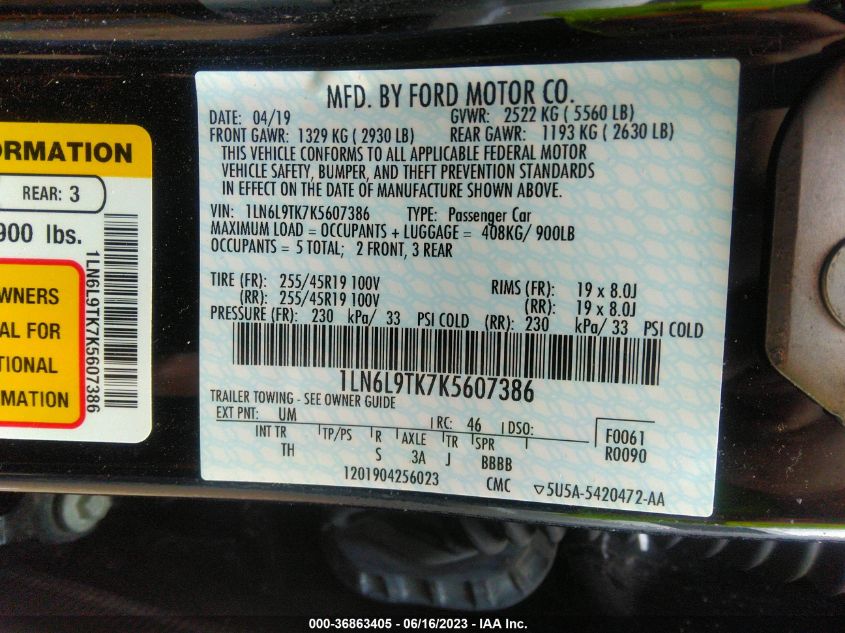 MFD. BY FORD MOTOR CO.
DATE: 04/19 GVWR: 2522 KG ( 5560 LB)
FRONT GAWR: 1329 KG ( 2930 LB) REAR GAWR: 1193 KG ( 2630 LB)
THIS VEHICLE CONFORMS TO ALL APPLICABLE FEDERAL MOTOR
VEHICLE SAFETY, BUMPER, AND THEFT PREVENTION STANDARDS
IN EFFECT ON THE DATE OF MANUFACTURE SHOWN ABOVE.
VIN: 1LN6L9TK7K5607386 TYPE: Passenger Car
MAXIMUM LOAD = OCCUPANTS + LUGGAGE = 408KG/ 900LB
OCCUPANTS = 5 TOTAL; 2 FRONT, 3 REAR
TIRE (FR): 255/45R19 100V RIMS (FR): 19 x 8.0J
(RR): 255/45R19 100V (RR): 19 x 8.0J
PRESSURE (FR): 230 kPa/ 33 PSI COLD (RR): 230 kPa/ 33 PSI COLD
1LN6L9TK7K5607386
TRAILER TOWING - SEE OWNER GUIDE
EXT PNT: UM RC: 46 DSO: F0061
INT TR TP/PS R AXLE TR SPR R0090
TH S 3A J BBBB
1201904256023 CMC ▽5U5A-5420472-AA
ORMATION
REAR: 3
900 lbs.
WNERS
AL FOR
TIONAL
RMATION
1LN6L9TK7K5607386
000-36863405 - 06/16/2023 - IAA Inc.